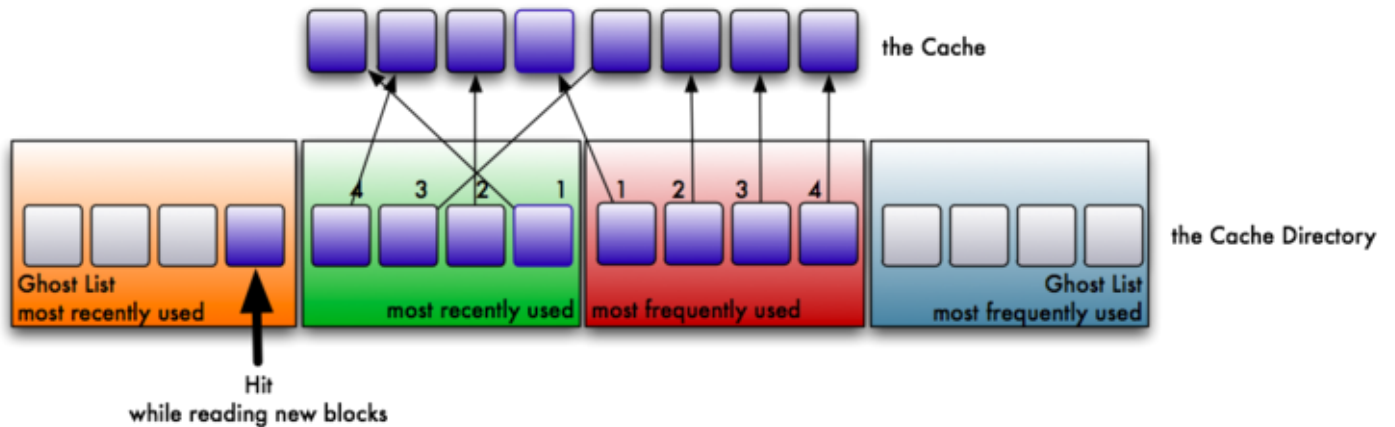 the Cache
4 3 2 1 1 2 3 4
the Cache Directory
Ghost List
most recently used
most recently used
most frequently used
Ghost List
most frequently used
Hit
while reading new blocks